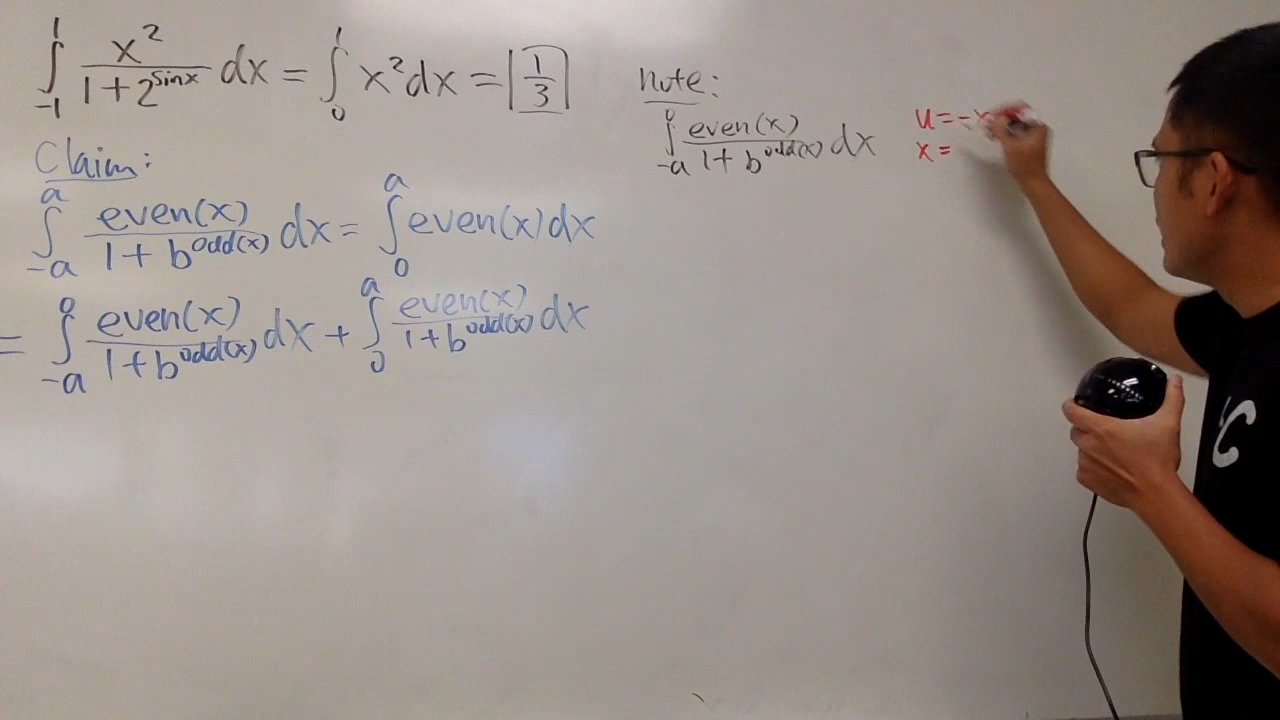 ∫_{-1}^{1} x²/(1+2^{sinx}) dx = ∫_{0}^{1} x² dx = 1/3
Claim:
∫_{-a}^{a} even(x)/(1+b^{odd(x)}) dx = ∫_{0}^{a} even(x) dx
= ∫_{-a}^{0} even(x)/(1+b^{odd(x)}) dx + ∫_{0}^{a} even(x)/(1+b^{odd(x)}) dx
note:
∫_{-a}^{0} even(x)/(1+b^{odd(x)}) dx
u=-x
x=
C